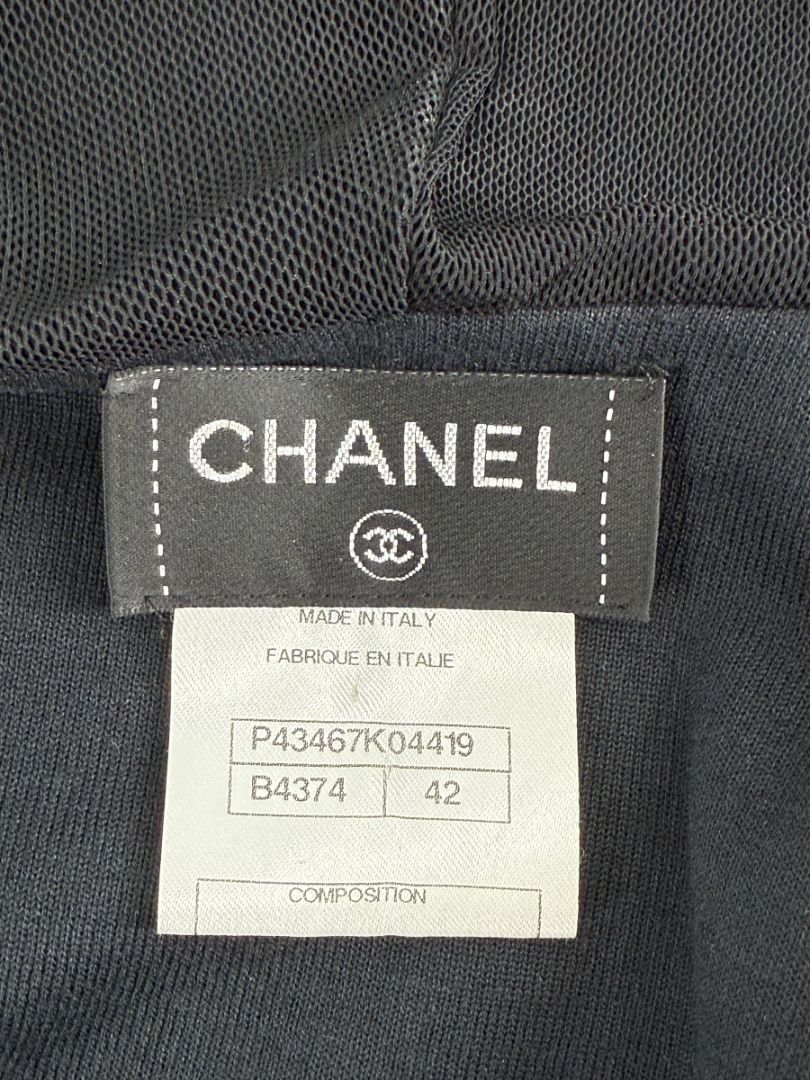 CHANEL
MADE IN ITALY
FABRIQUE EN ITALIE
P43467K04419
B4374 42
COMPOSITION